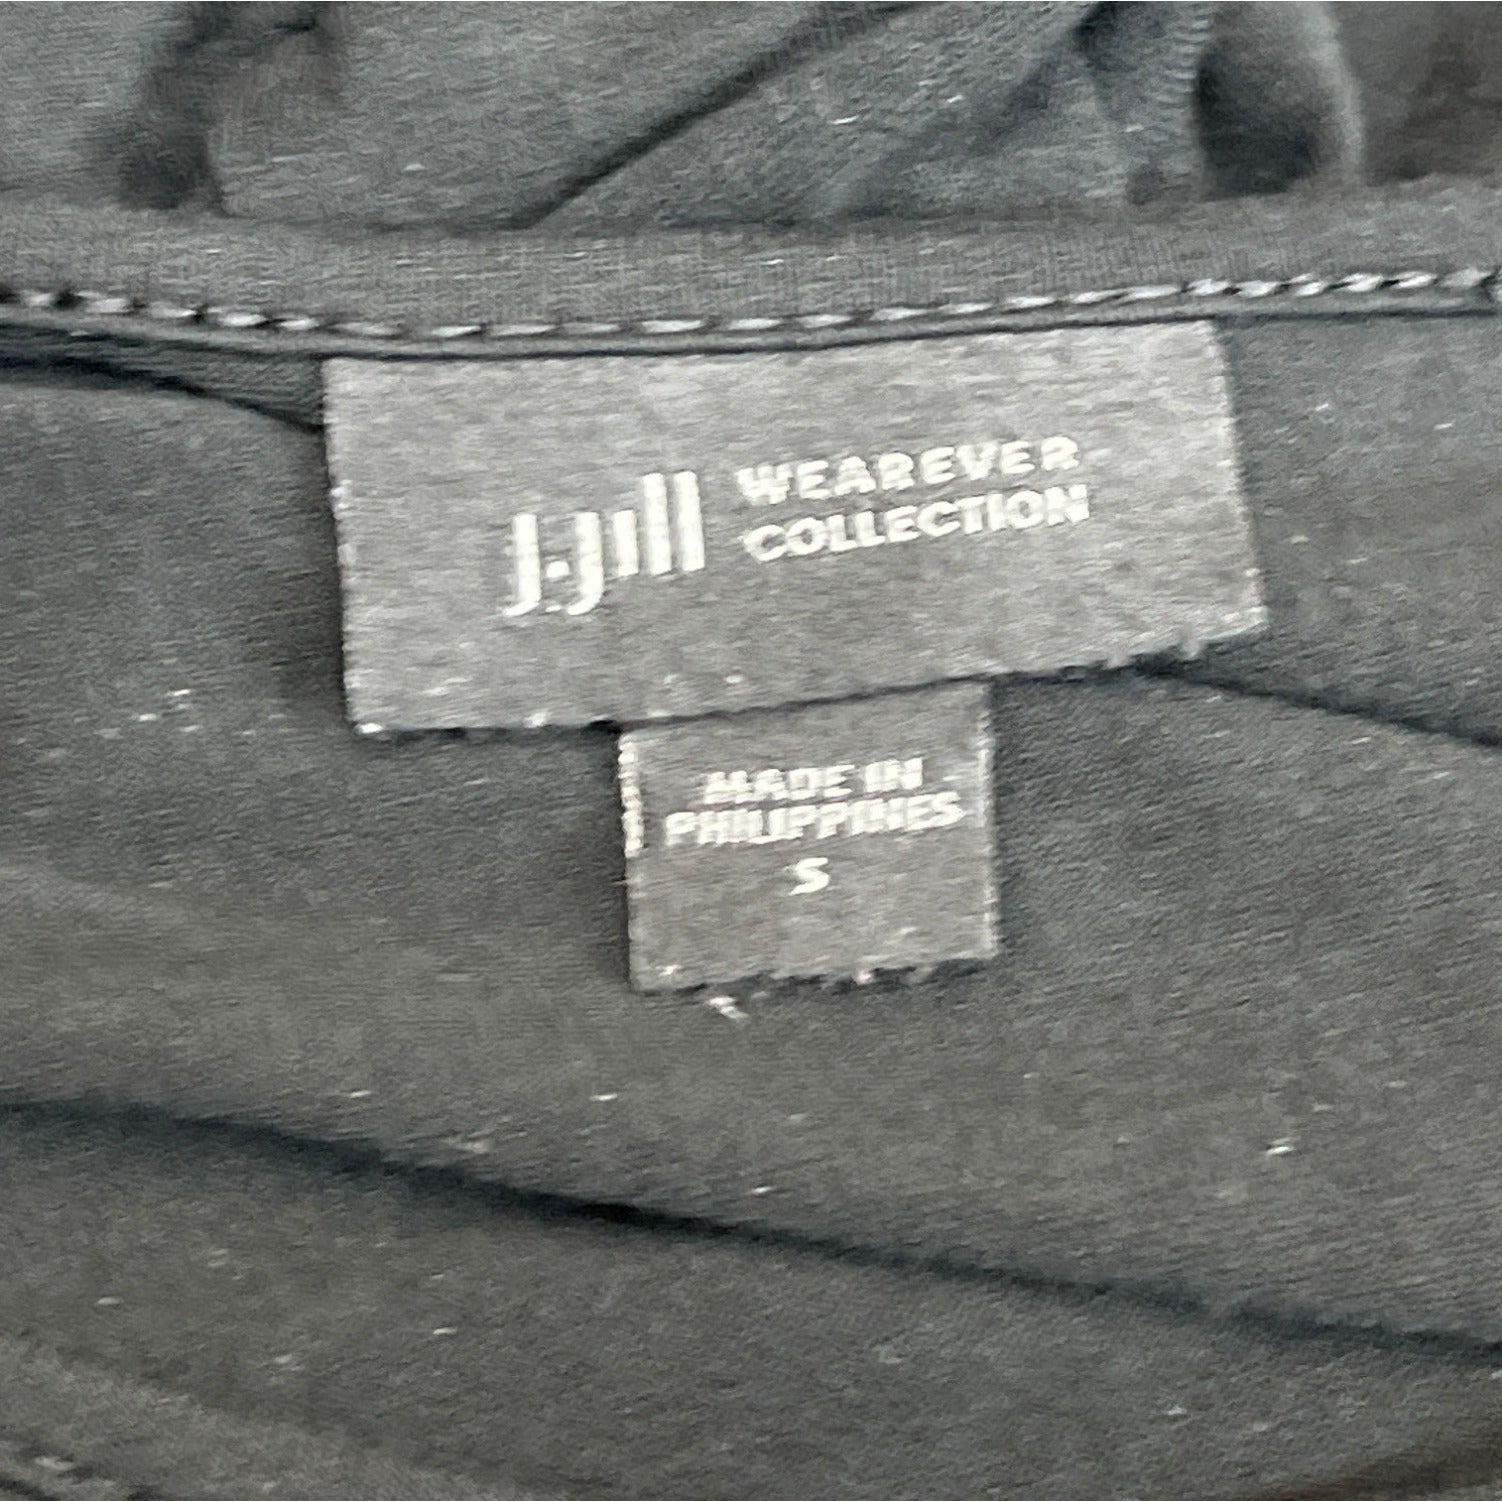 J.Jill
WEAREVER
COLLECTION
MADE IN
PHILIPPINES
S